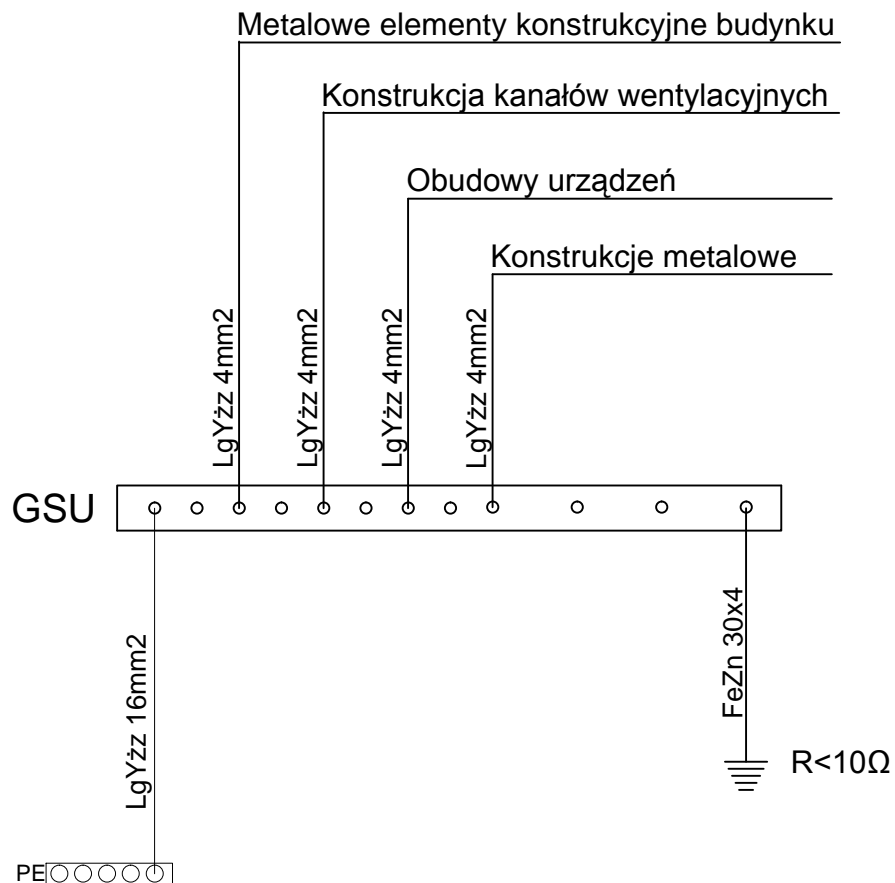 Metalowe elementy konstrukcyjne budynku
Konstrukcja kanałów wentylacyjnych
Obudowy urządzeń
Konstrukcje metalowe
LgYżz 4mm2
LgYżz 4mm2
LgYżz 4mm2
LgYżz 4mm2
GSU
LgYżz 16mm2
FeZn 30x4
R<10Ω
PE